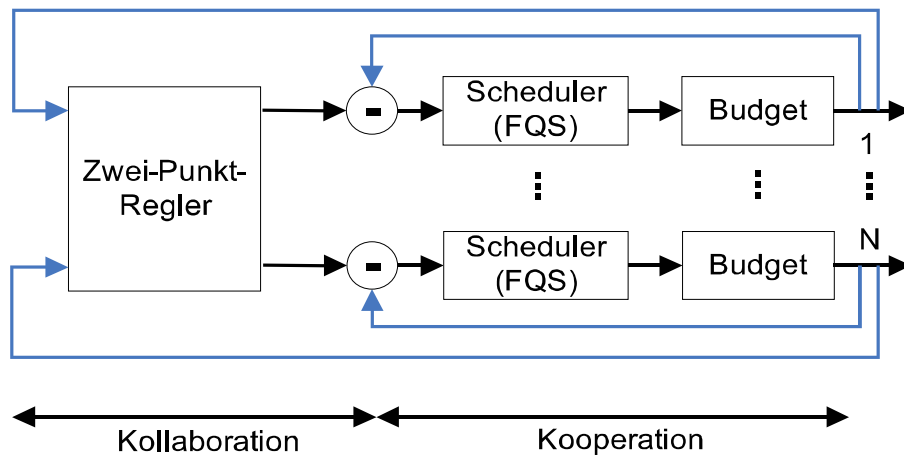 Scheduler
(FQS)
Budget
-
1
Zwei-Punkt-
Regler
N
Scheduler
(FQS)
Budget
-
Kollaboration
Kooperation